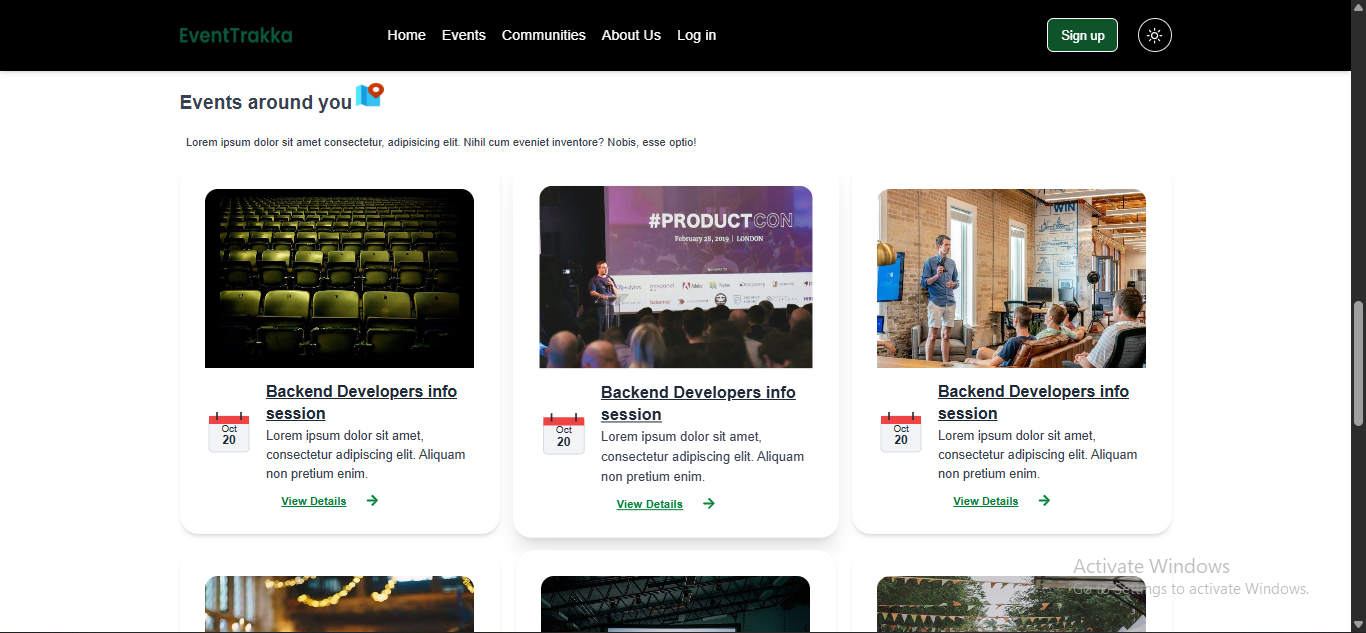 EventTrakka
Home Events Communities About Us Log in
Sign up
Events around you
Lorem ipsum dolor sit amet consectetur, adipisicing elit. Nihil cum eveniet inventore? Nobis, esse optio!
#PRODUCTCON
February 28, 2019 | LONDON
WIN
Backend Developers info
session
Oct
20
Lorem ipsum dolor sit amet,
consectetur adipiscing elit. Aliquam
non pretium enim.
View Details
Backend Developers info
session
Oct
20
Lorem ipsum dolor sit amet,
consectetur adipiscing elit. Aliquam
non pretium enim.
View Details
Backend Developers info
session
Oct
20
Lorem ipsum dolor sit amet,
consectetur adipiscing elit. Aliquam
non pretium enim.
View Details
Activate Windows
Go to Settings to activate Windows.